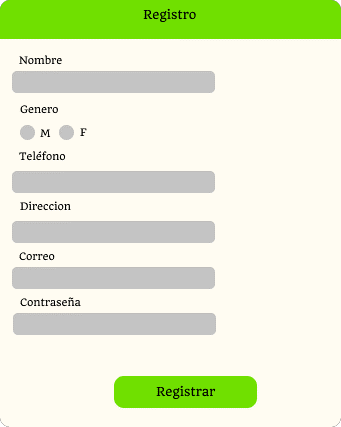 Registro
Nombre
Genero
M F
Teléfono
Direccion
Correo
Contraseña
Registrar